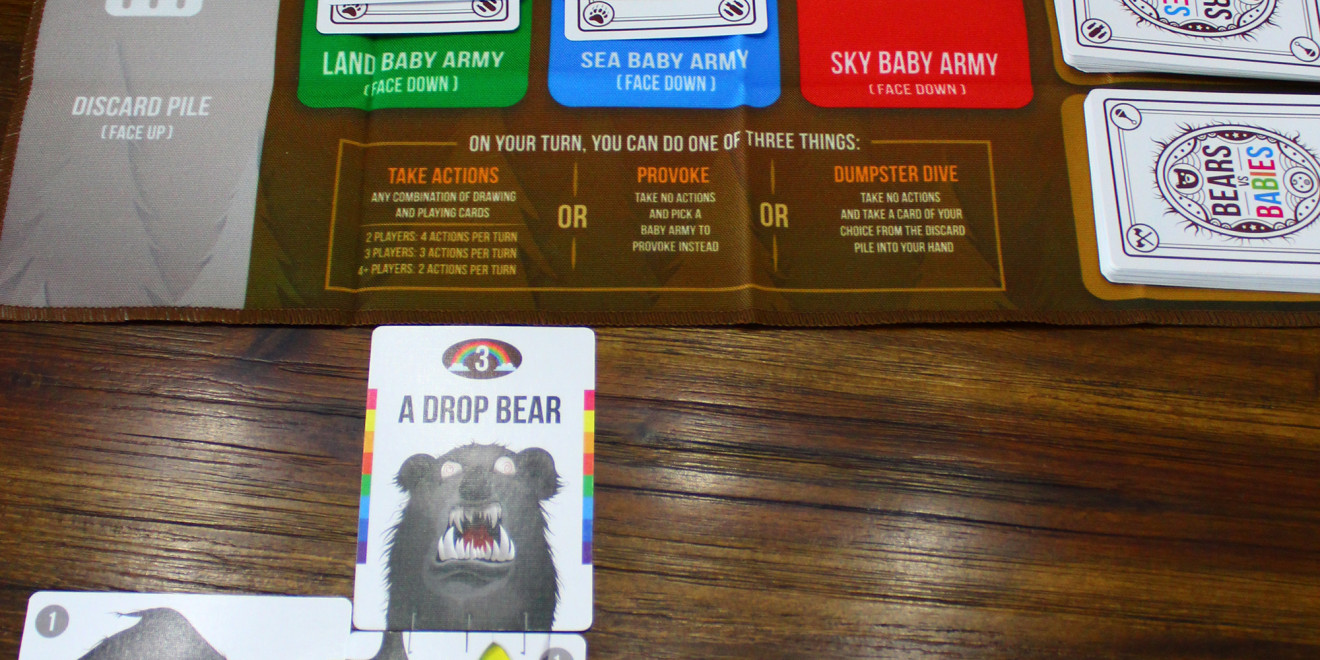 LAND BABY ARMY
(FACE DOWN)
SEA BABY ARMY
(FACE DOWN)
SKY BABY ARMY
(FACE DOWN)
DISCARD PILE
(FACE UP)
ON YOUR TURN, YOU CAN DO ONE OF THREE THINGS:
TAKE ACTIONS
ANY COMBINATION OF DRAWING
AND PLAYING CARDS
2 PLAYERS: 4 ACTIONS PER TURN
3 PLAYERS: 3 ACTIONS PER TURN
4+ PLAYERS: 2 ACTIONS PER TURN
OR
PROVOKE
TAKE NO ACTIONS
AND PICK A
BABY ARMY TO
PROVOKE INSTEAD
OR
DUMPSTER DIVE
TAKE NO ACTIONS
AND TAKE A CARD OF YOUR
CHOICE FROM THE DISCARD
PILE INTO YOUR HAND
BEARS
VS
BABIES
3
A DROP BEAR
1